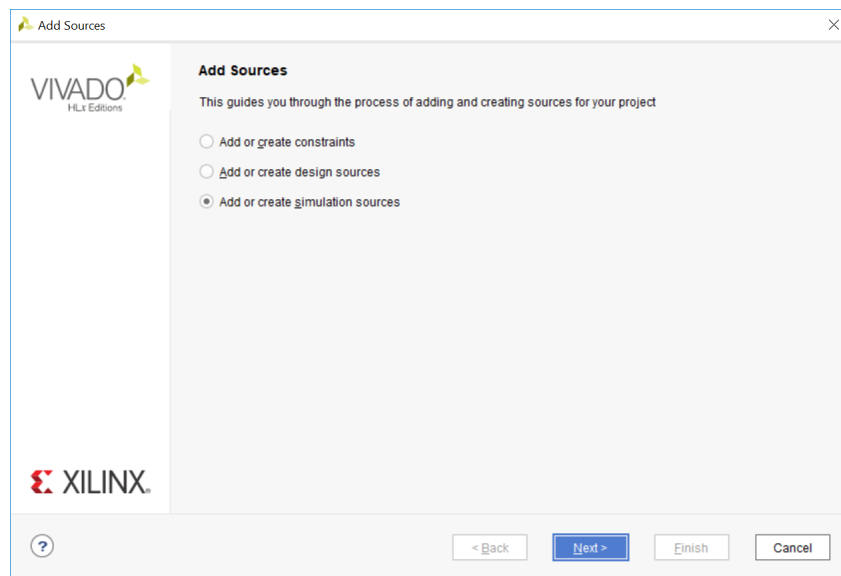 Add Sources
VIVADO.
HLx Editions
Add Sources
This guides you through the process of adding and creating sources for your project
Add or create constraints
Add or create design sources
Add or create simulation sources
XILINX.
?
< Back
Next >
Finish
Cancel